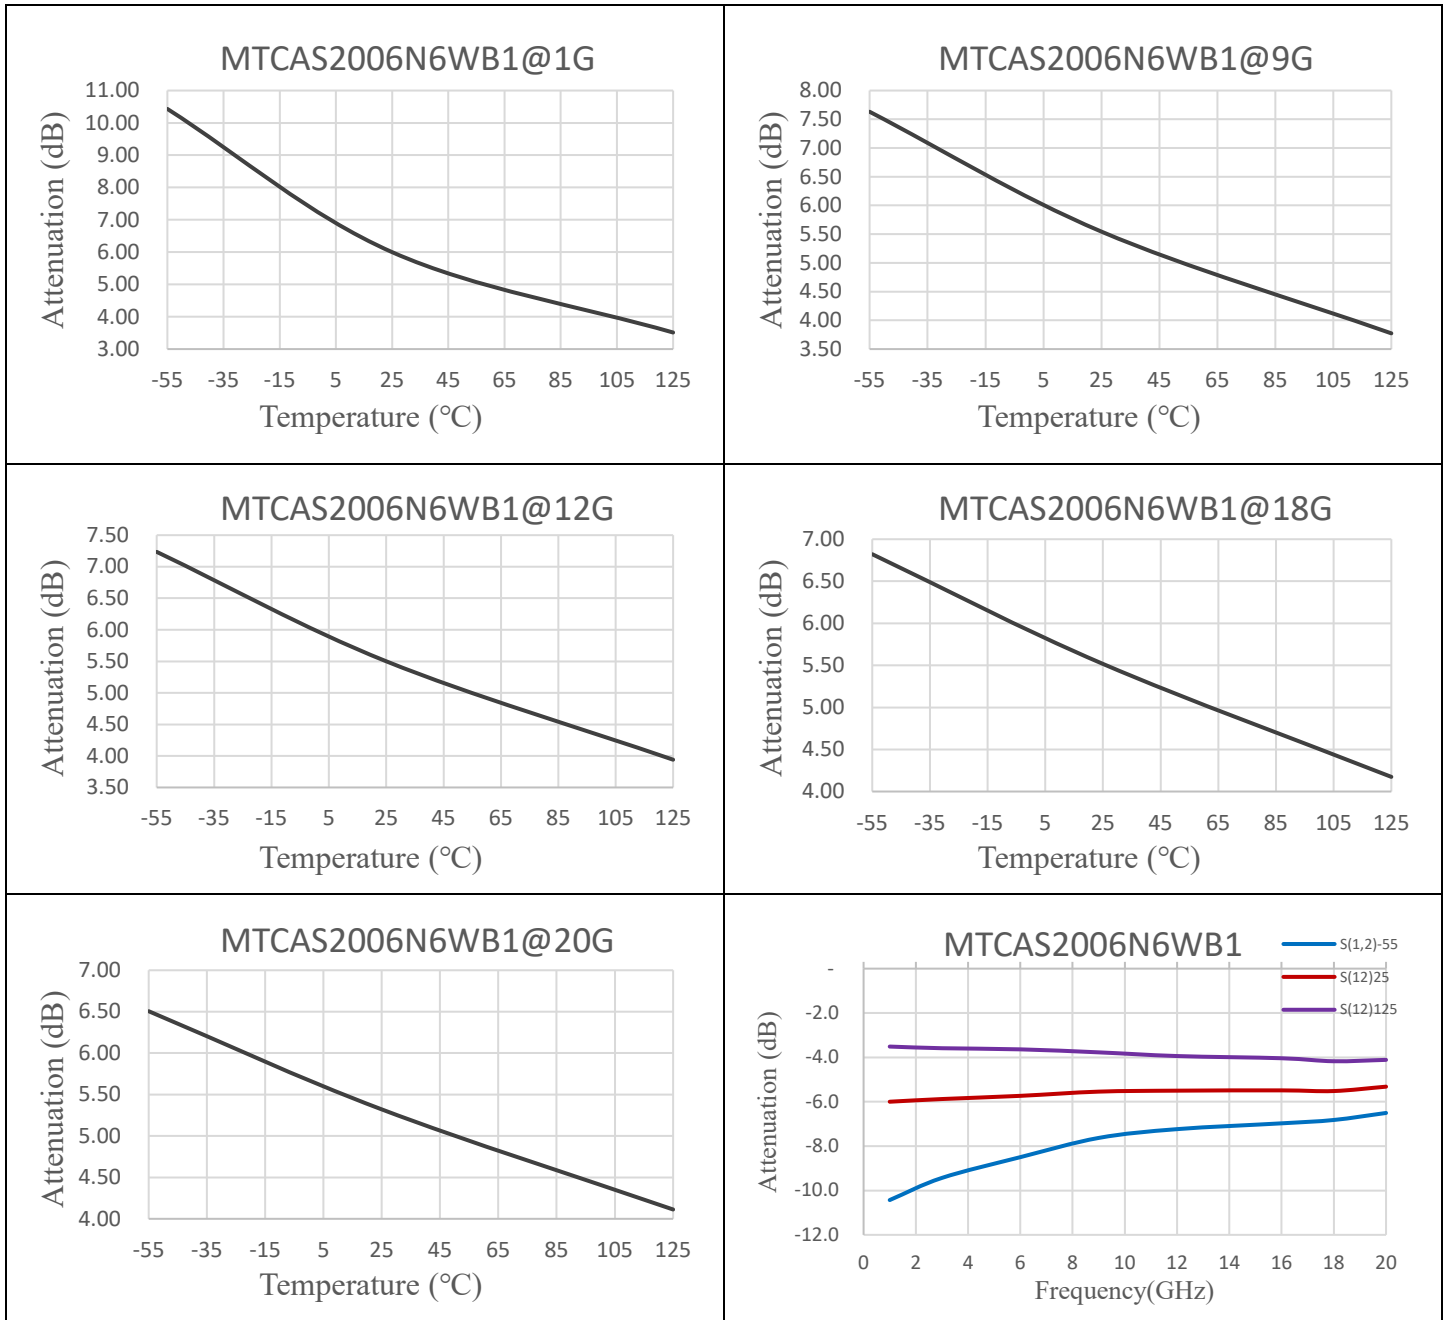 MTCAS2006N6WB1@1G
Attenuation (dB)
11.00
10.00
9.00
8.00
7.00
6.00
5.00
4.00
3.00
-55 -35 -15 5 25 45 65 85 105 125
Temperature (℃)
MTCAS2006N6WB1@9G
Attenuation (dB)
8.00
7.50
7.00
6.50
6.00
5.50
5.00
4.50
4.00
3.50
-55 -35 -15 5 25 45 65 85 105 125
Temperature (℃)
MTCAS2006N6WB1@12G
Attenuation (dB)
7.50
7.00
6.50
6.00
5.50
5.00
4.50
4.00
3.50
-55 -35 -15 5 25 45 65 85 105 125
Temperature (℃)
MTCAS2006N6WB1@18G
Attenuation (dB)
7.00
6.50
6.00
5.50
5.00
4.50
4.00
-55 -35 -15 5 25 45 65 85 105 125
Temperature (℃)
MTCAS2006N6WB1@20G
Attenuation (dB)
7.00
6.50
6.00
5.50
5.00
4.50
4.00
-55 -35 -15 5 25 45 65 85 105 125
Temperature (℃)
MTCAS2006N6WB1
S(1,2)-55
S(12)25
S(12)125
Attenuation (dB)
-
-2.0
-4.0
-6.0
-8.0
-10.0
-12.0
0 2 4 6 8 10 12 14 16 18 20
Frequency(GHz)